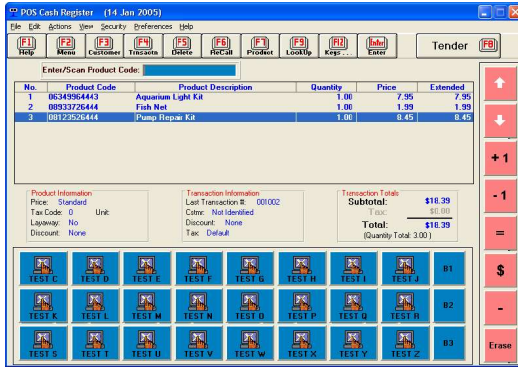 POS Cash Register (14 Jan 2005)
File Edit Actions View Security Preferences Help
F1 Help F2 Menu F3 Customer F4 Trnsactn F5 Delete F6 ReCall F7 Product F9 LookUp F12 Keys... Enter Enter Tender F8
Enter/Scan Product Code:
No. Product Code Product Description Quantity Price Extended
1 06349964443 Aquarium Light Kit 1.00 7.95 7.95
2 08933726444 Fish Net 1.00 1.99 1.99
3 08123526444 Pump Repair Kit 1.00 8.45 8.45
+1
Product Information Transaction Information Transaction Totals
Price: Standard Last Transaction #: 001002 Subtotal: $18.39
Tax Code: 0 Unit: Cstmr: Not Identified Tax: $0.00
Layaway: No Discount: None Total: $18.39
Discount: None Tax: Default (Quantity Total: 3.00 )
-1
=
TEST C TEST D TEST E TEST F TEST G TEST H TEST I TEST J B1
$
TEST K TEST L TEST M TEST N TEST O TEST P TEST Q TEST R B2
-
TEST S TEST T TEST U TEST V TEST W TEST X TEST Y TEST Z B3
Erase